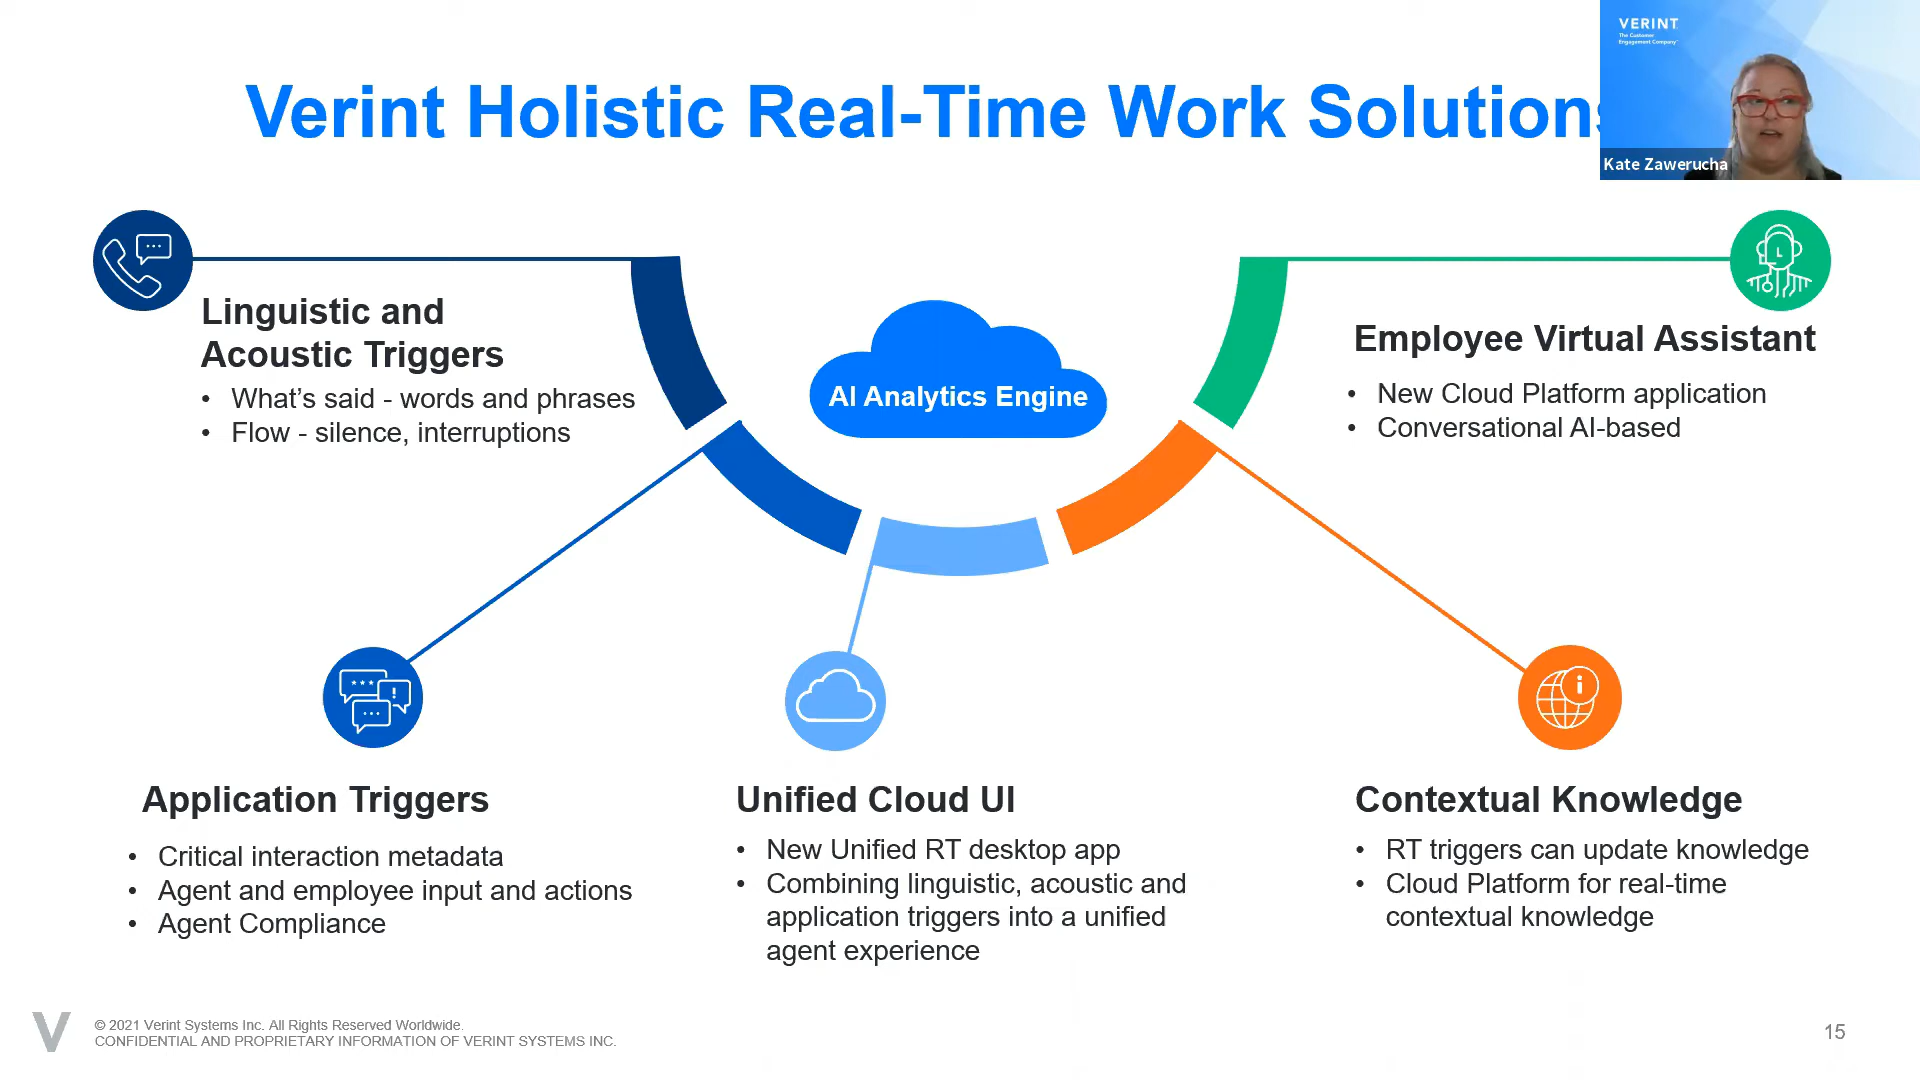 VERINT
The Customer
Engagement Company™
Kate Zawerucha
Verint Holistic Real-Time Work Solutions
Linguistic and
Acoustic Triggers
• What’s said - words and phrases
• Flow - silence, interruptions
AI Analytics Engine
Employee Virtual Assistant
• New Cloud Platform application
• Conversational AI-based
Application Triggers
• Critical interaction metadata
• Agent and employee input and actions
• Agent Compliance
Unified Cloud UI
• New Unified RT desktop app
• Combining linguistic, acoustic and
application triggers into a unified
agent experience
Contextual Knowledge
• RT triggers can update knowledge
• Cloud Platform for real-time
contextual knowledge
© 2021 Verint Systems Inc. All Rights Reserved Worldwide.
CONFIDENTIAL AND PROPRIETARY INFORMATION OF VERINT SYSTEMS INC.
15